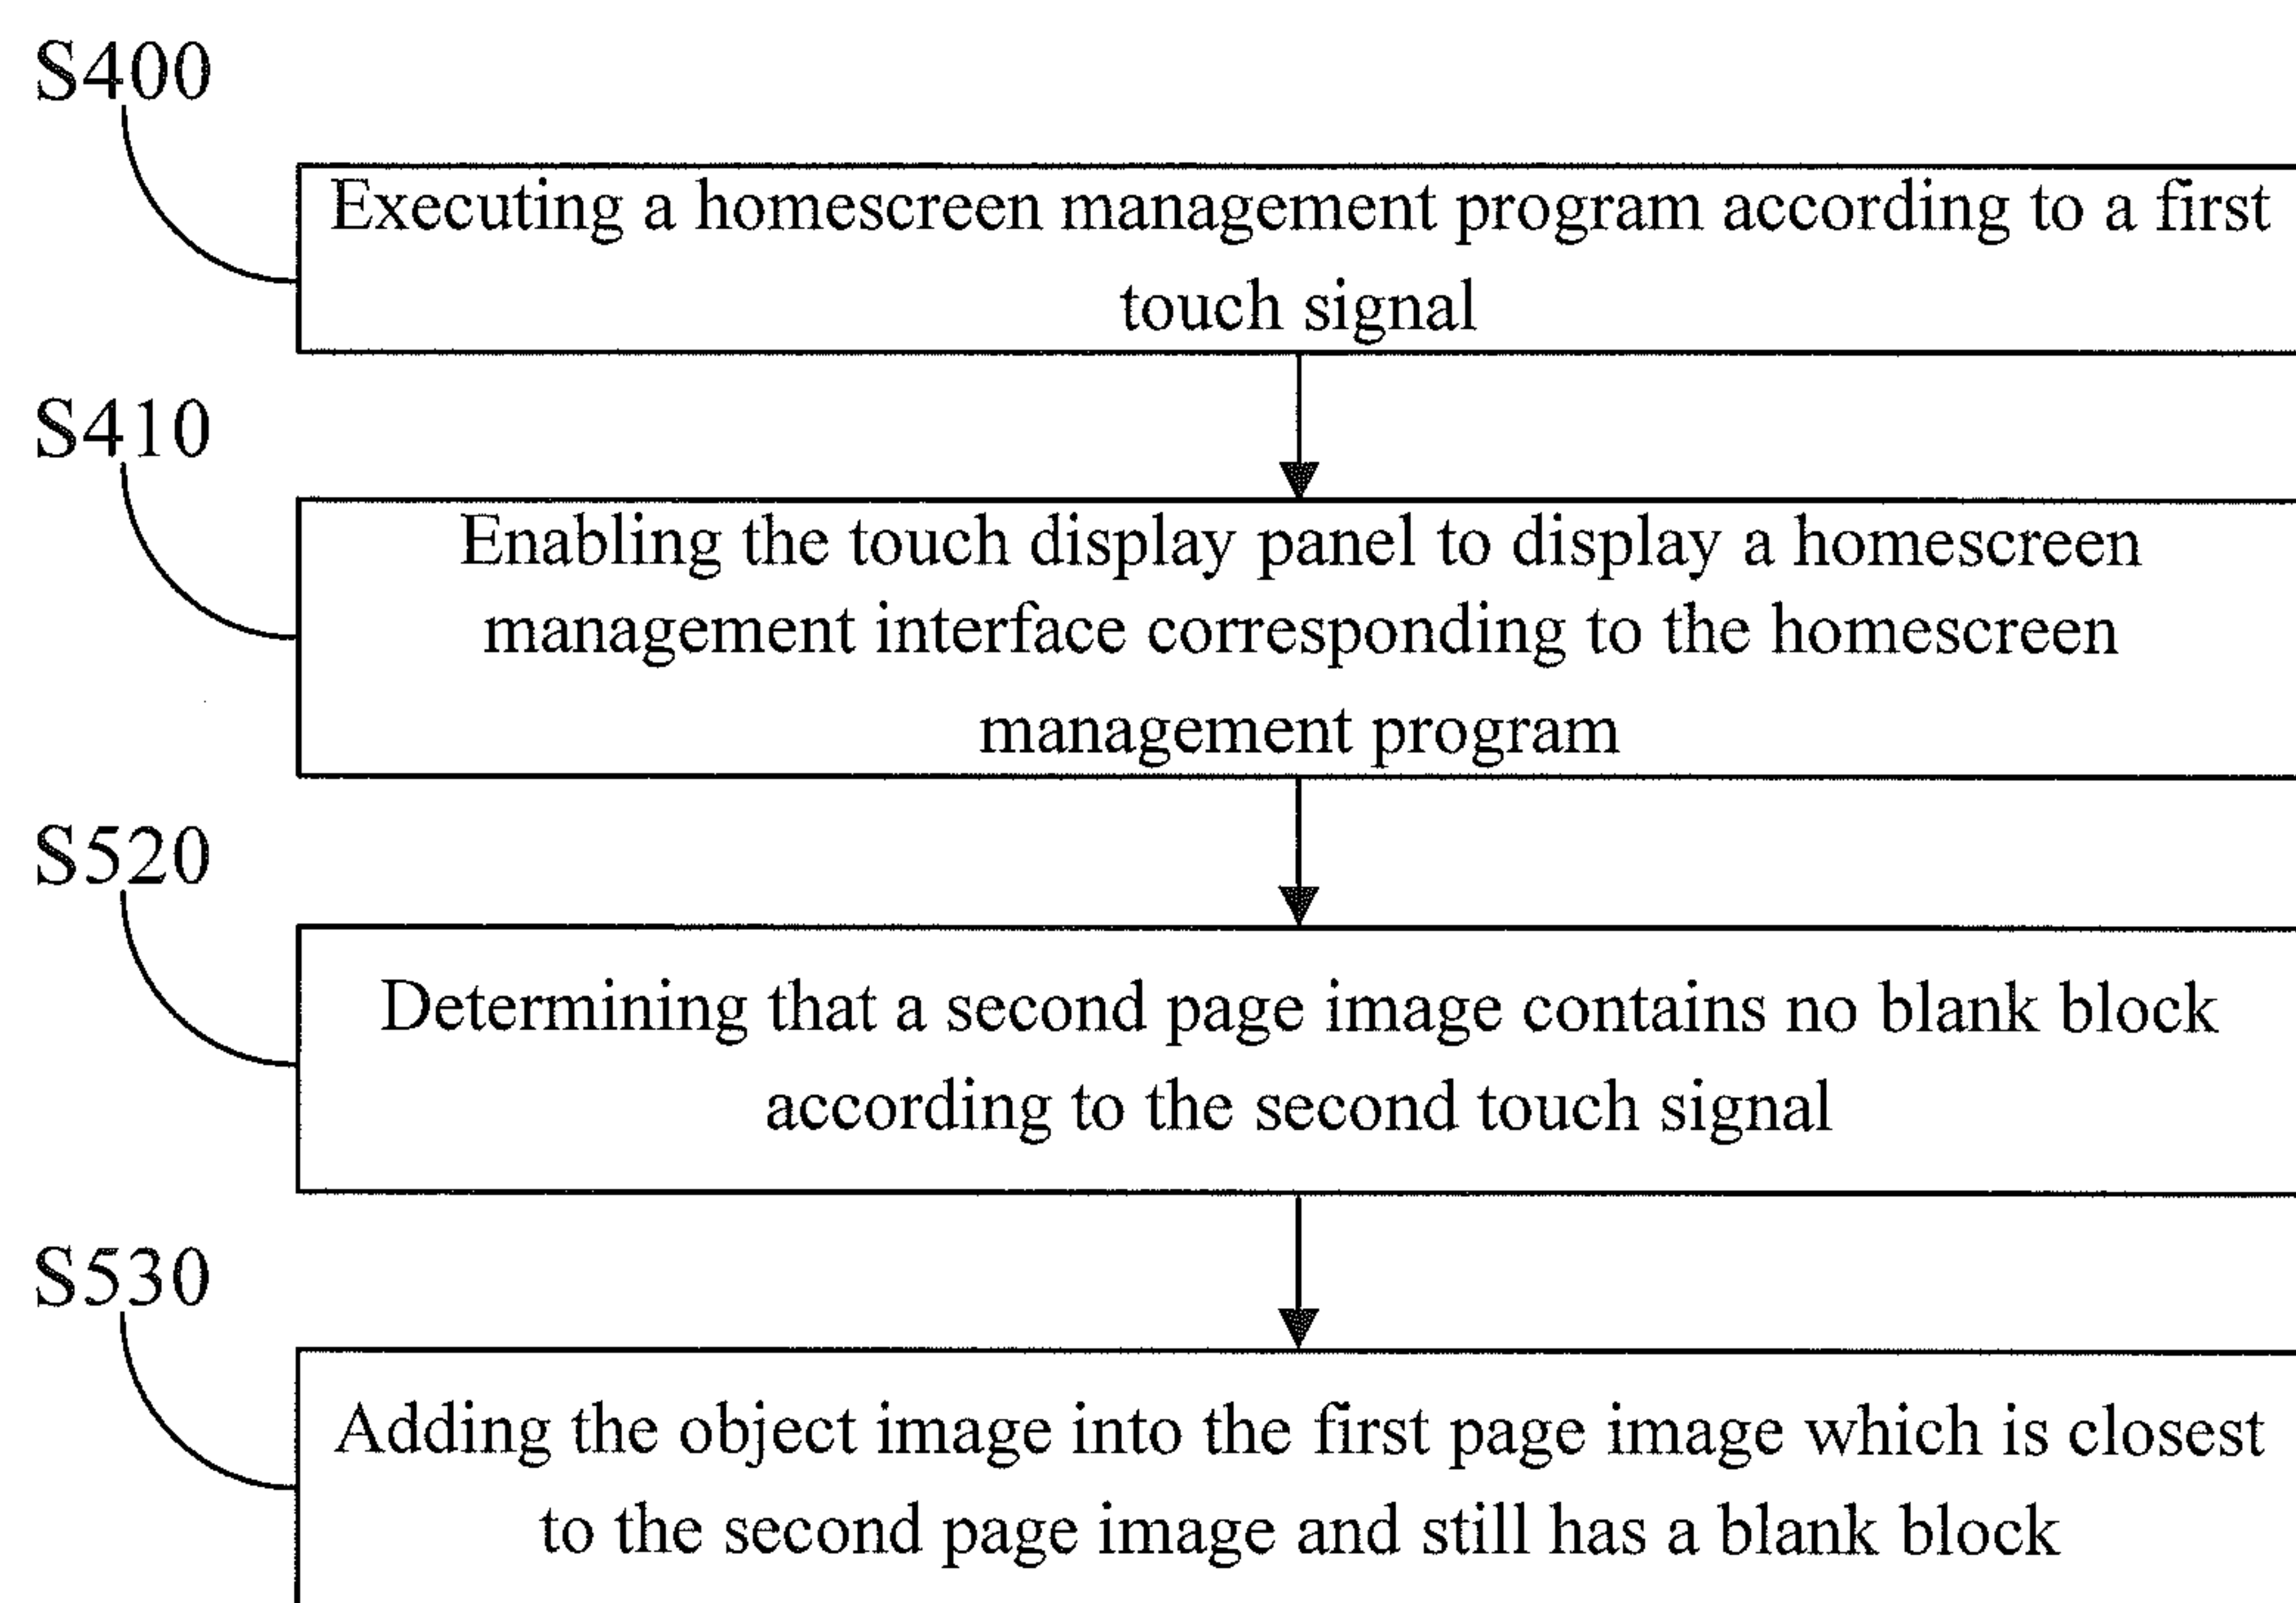 S400
Executing a homescreen management program according to a first
touch signal
S410
Enabling the touch display panel to display a homescreen
management interface corresponding to the homescreen
management program
S520
Determining that a second page image contains no blank block
according to the second touch signal
S530
Adding the object image into the first page image which is closest
to the second page image and still has a blank block